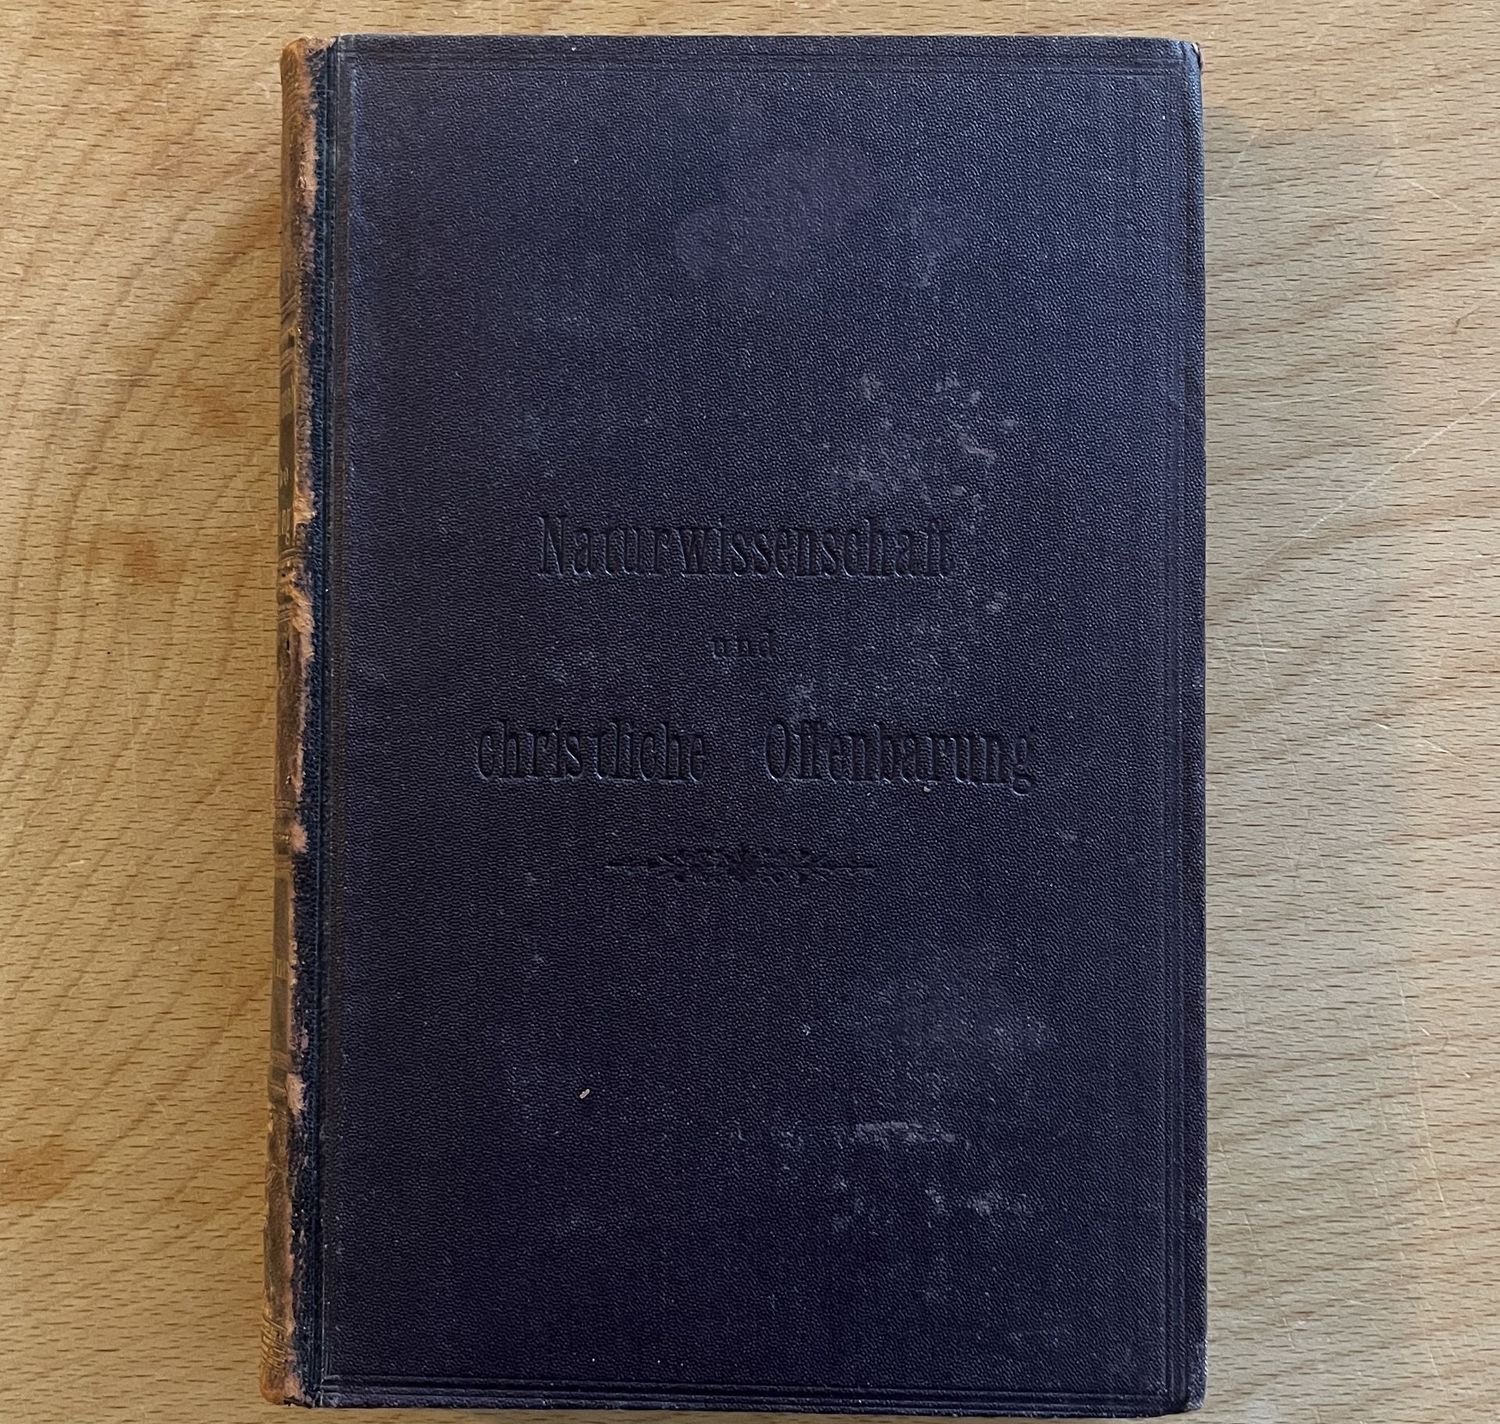 Naturwissenschaft
und
christliche Offenbarung